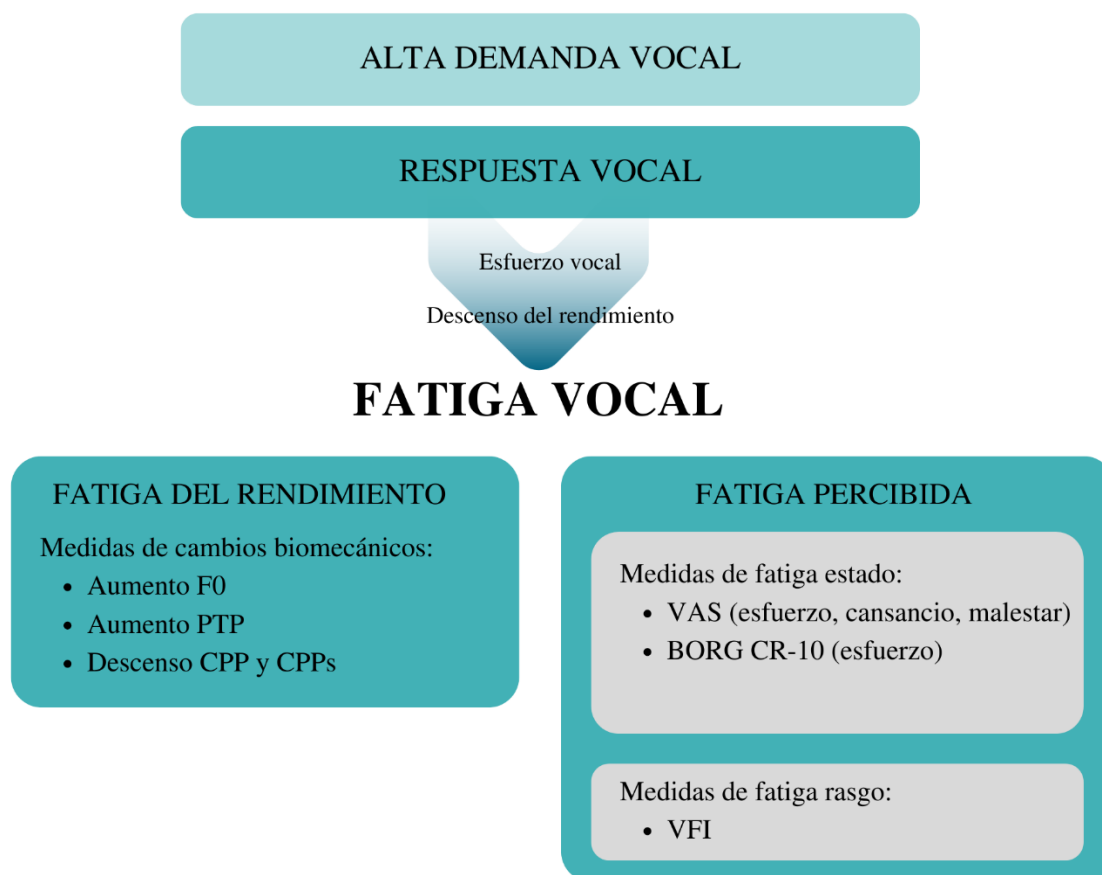 ALTA DEMANDA VOCAL
RESPUESTA VOCAL
Esfuerzo vocal
Descenso del rendimiento
FATIGA VOCAL
FATIGA DEL RENDIMIENTO
Medidas de cambios biomecánicos:
• Aumento F0
• Aumento PTP
• Descenso CPP y CPPs
FATIGA PERCIBIDA
Medidas de fatiga estado:
• VAS (esfuerzo, cansancio, malestar)
• BORG CR-10 (esfuerzo)
Medidas de fatiga rasgo:
• VFI